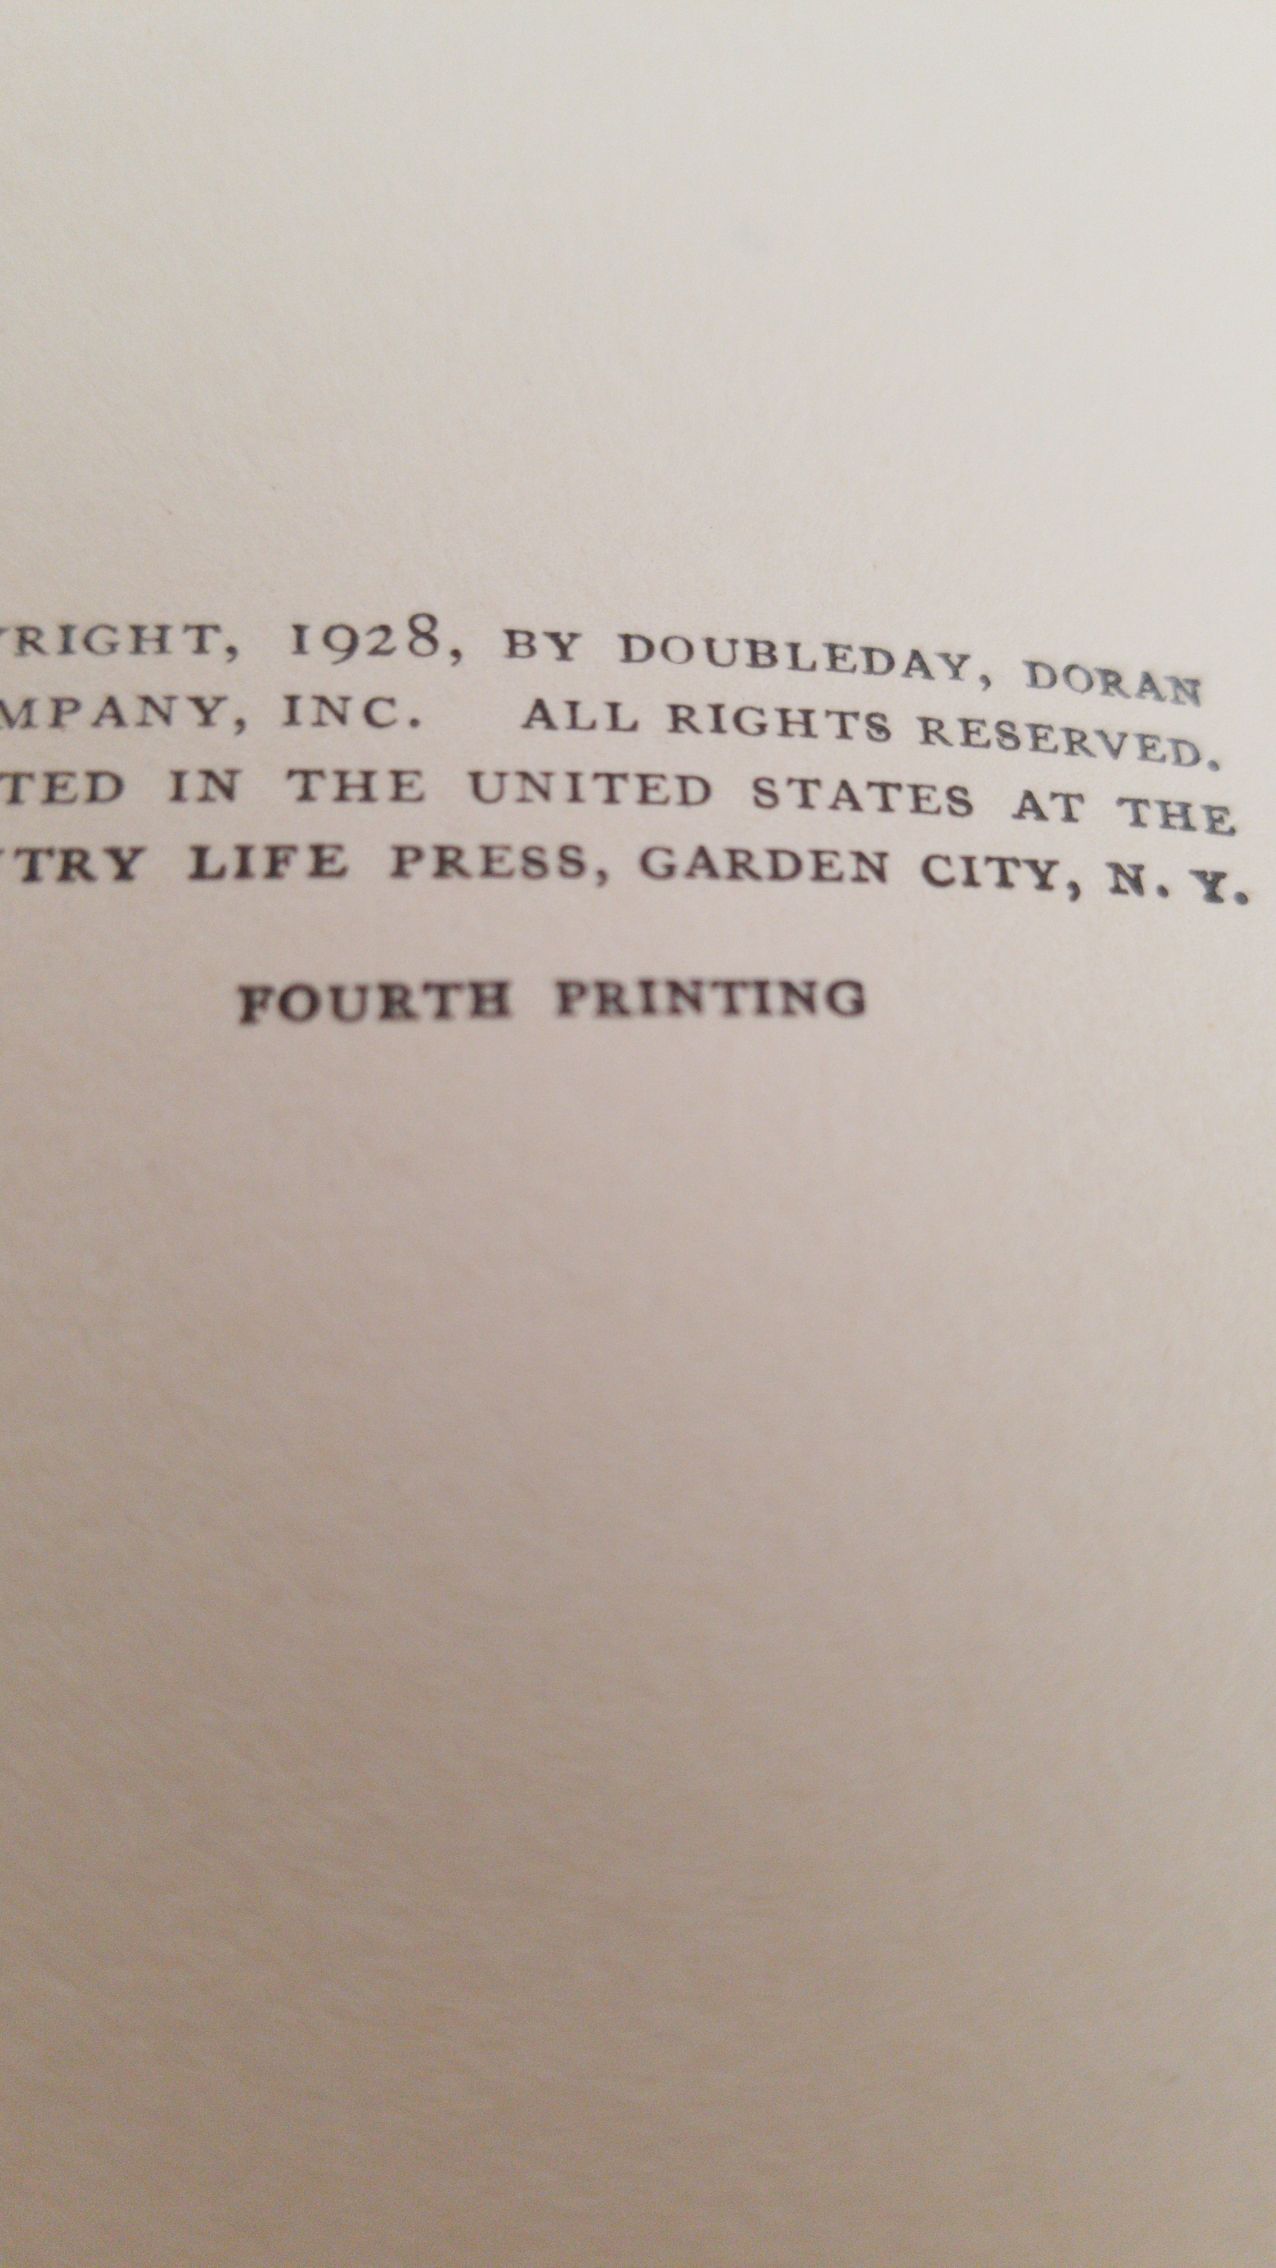 YRIGHT, 1928, BY DOUBLEDAY, DORAN
MPANY, INC. ALL RIGHTS RESERVED.
TED IN THE UNITED STATES AT THE
TRY LIFE PRESS, GARDEN CITY, N. Y.
FOURTH PRINTING